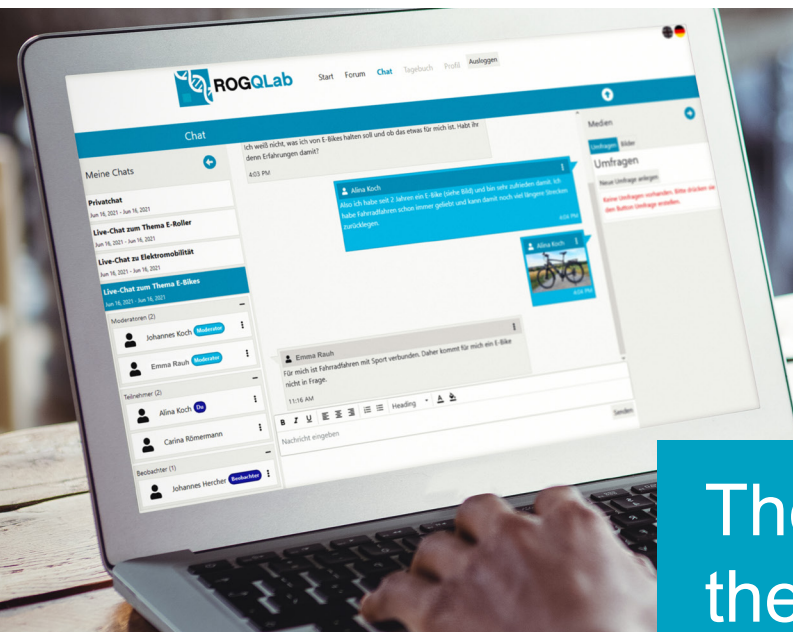 ROGQLab
Start Forum Chat Tagebuch Profil Ausloggen
Chat
Meine Chats
Privatchat
Jun 16, 2021 - Jun 16, 2021
Live-Chat zum Thema E-Roller
Jun 16, 2021 - Jun 16, 2021
Live-Chat zu Elektromobilität
Jun 16, 2021 - Jun 16, 2021
Live-Chat zum Thema E-Bikes
Jun 16, 2021 - Jun 16, 2021
Moderatoren (2)
Johannes Koch Moderator
Emma Rauh Moderator
Teilnehmer (2)
Alina Koch Du
Carina Römermann
Beobachter (1)
Johannes Hercher Beobachter
Ich weiß nicht, was ich von E-Bikes halten soll und ob das etwas für mich ist. Habt ihr
denn Erfahrungen damit?
4:03 PM
Alina Koch
Also ich habe seit 2 Jahren ein E-Bike (siehe Bild) und bin sehr zufrieden damit. Ich
habe Fahrradfahren schon immer geliebt und kann damit noch viel längere Strecken
zurücklegen.
4:04 PM
Alina Koch
4:04 PM
Emma Rauh
Für mich ist Fahrradfahren mit Sport verbunden. Daher kommt für mich ein E-Bike
nicht in Frage.
11:16 AM
B I U Heading A
Nachricht eingeben
Senden
Medien
Umfragen Bilder
Umfragen
Neue Umfrage anlegen
Keine Umfragen vorhanden. Bitte drücken sie
den Button Umfrage erstellen.
The
the